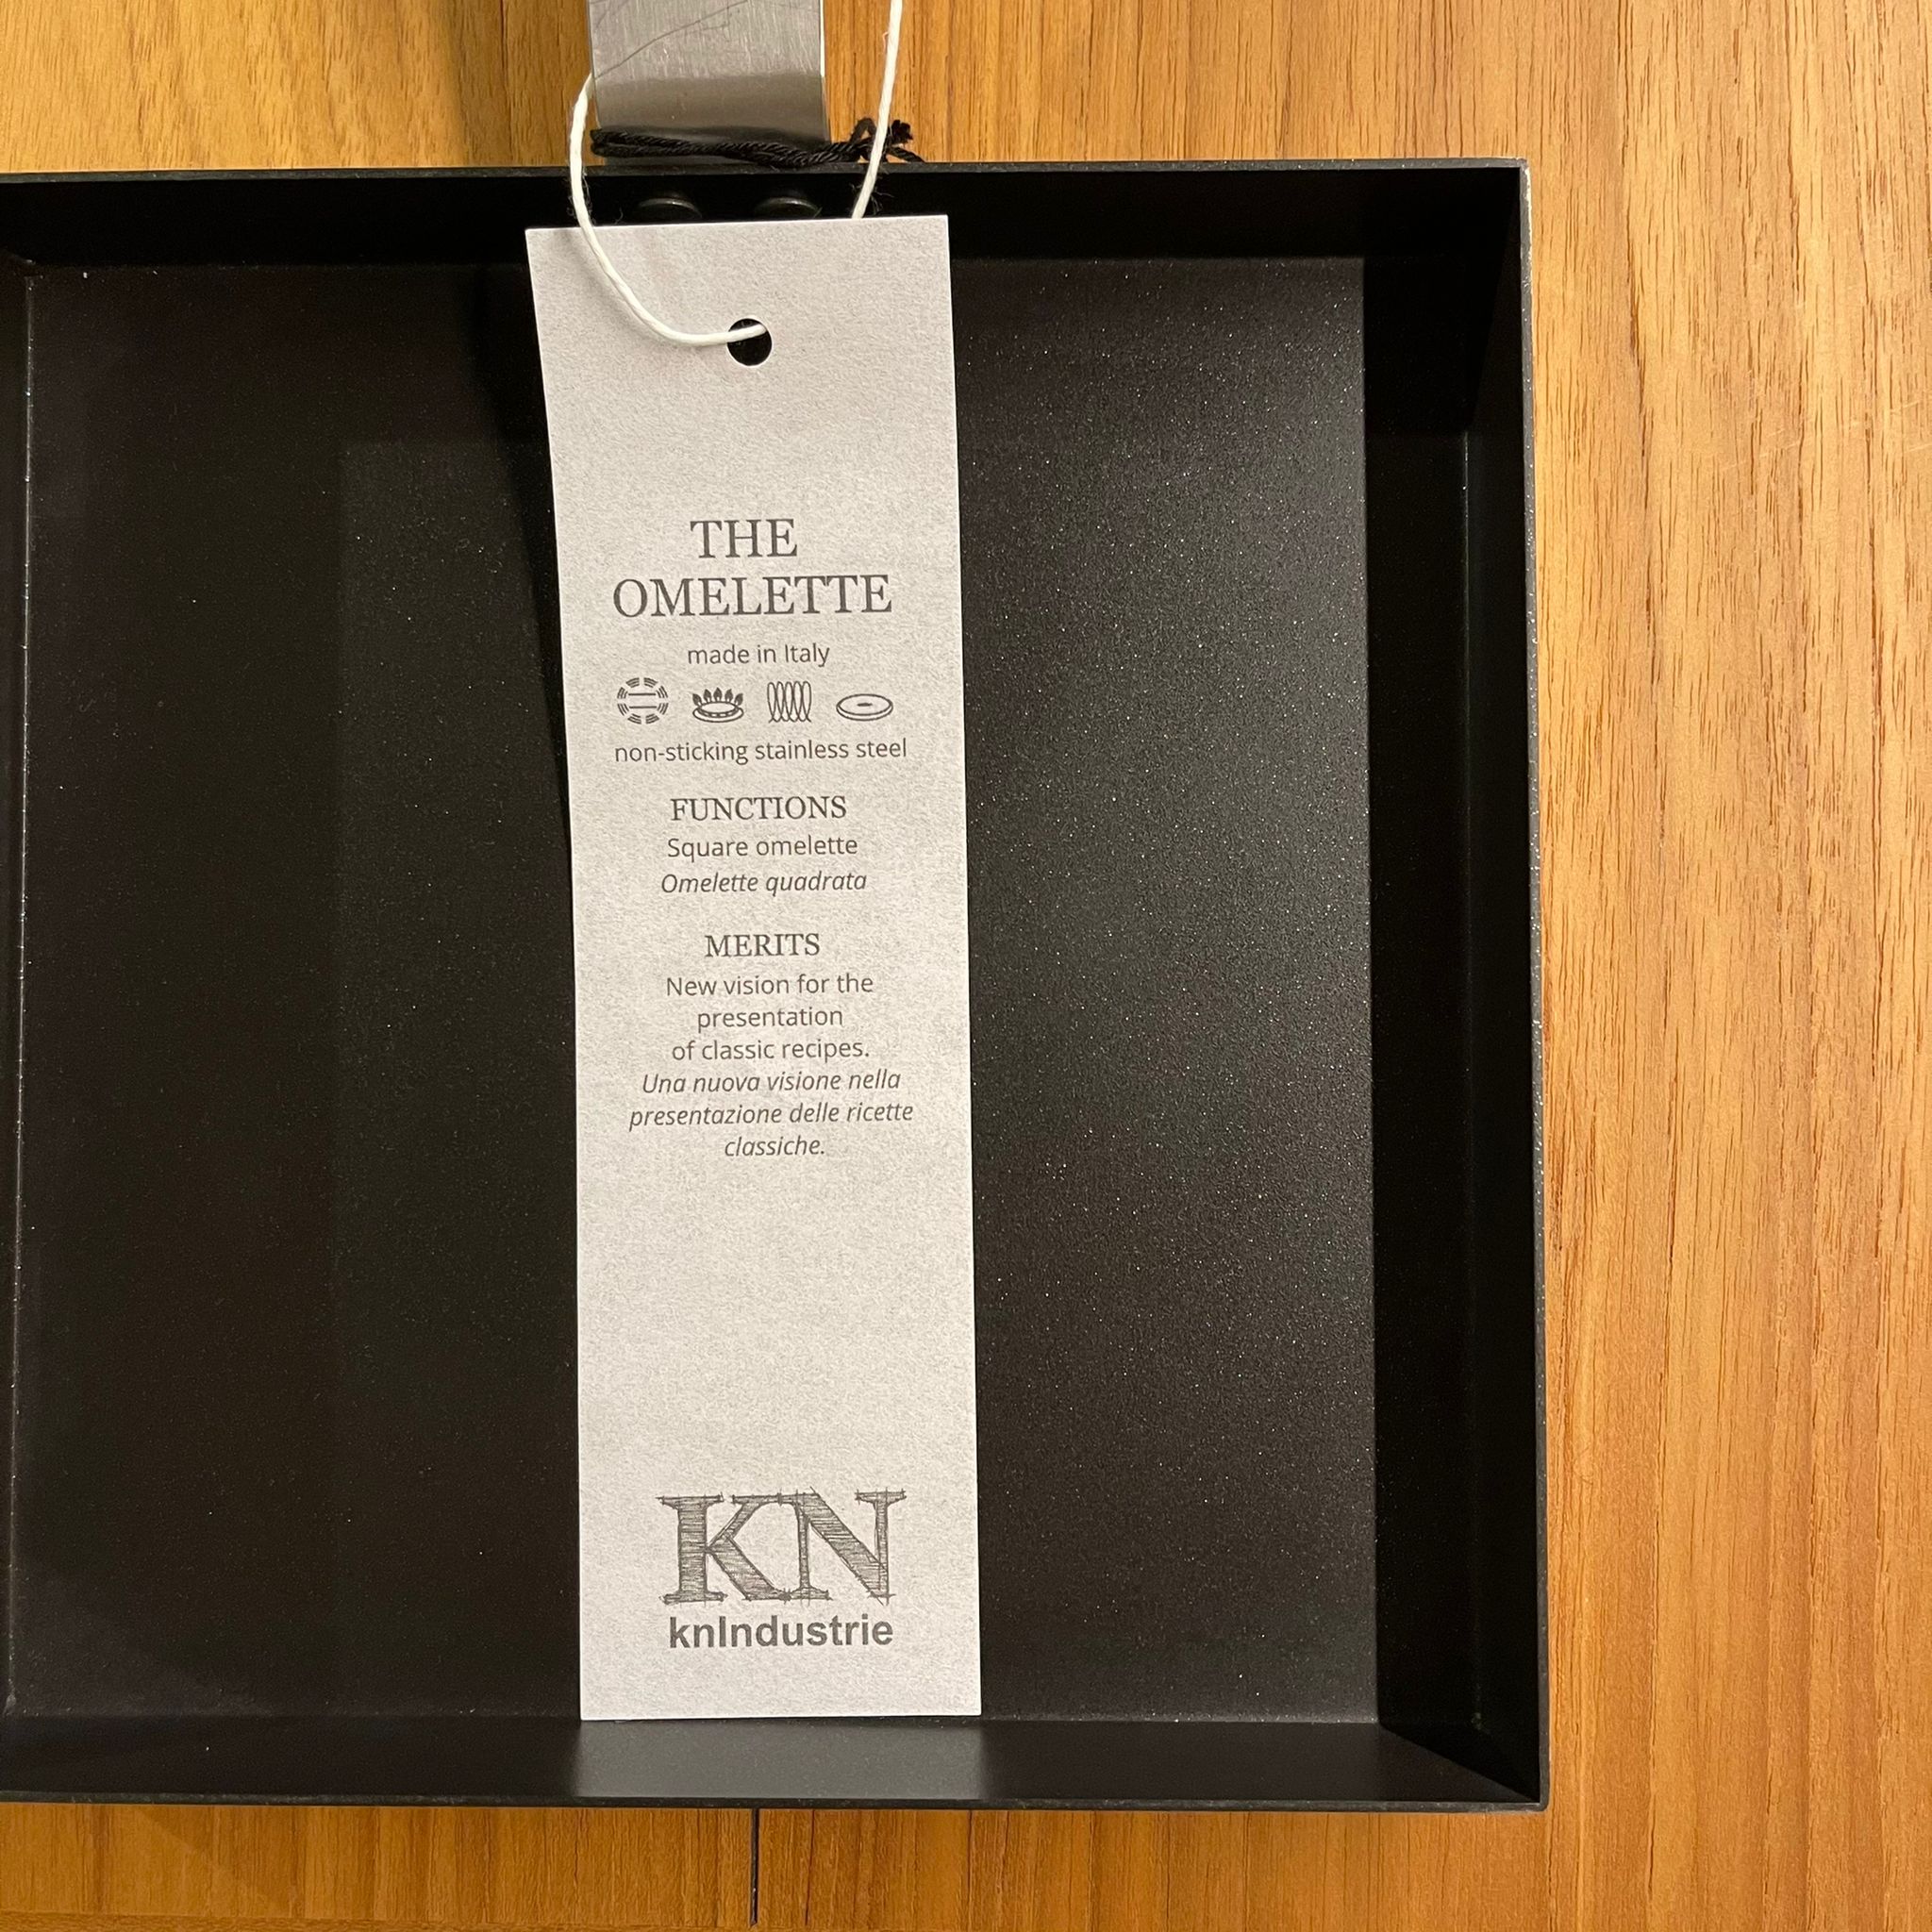 THE
OMELETTE
made in Italy
non-sticking stainless steel
FUNCTIONS
Square omelette
Omelette quadrata
MERITS
New vision for the
presentation
of classic recipes.
Una nuova visione nella
presentazione delle ricette
classiche.
KN
knIndustrie